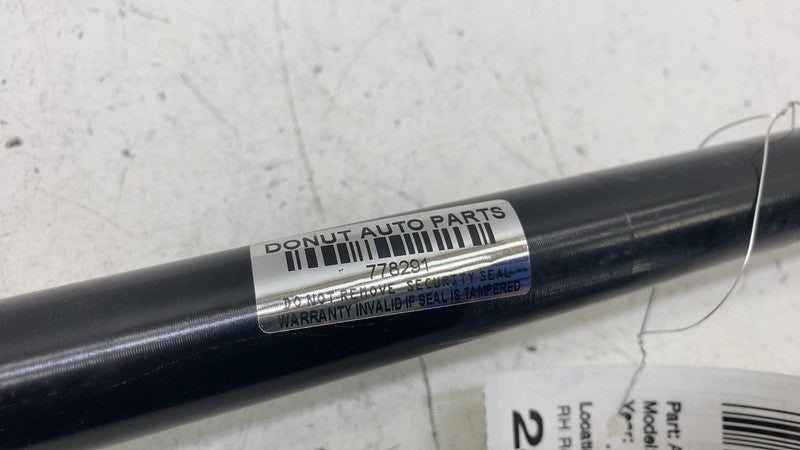 DONUT AUTO PARTS
778291
DO NOT REMOVE SECURITY SEAL
WARRANTY INVALID IF SEAL IS TAMPERED
Part: A
Model
Year:
Locati
RH R
2